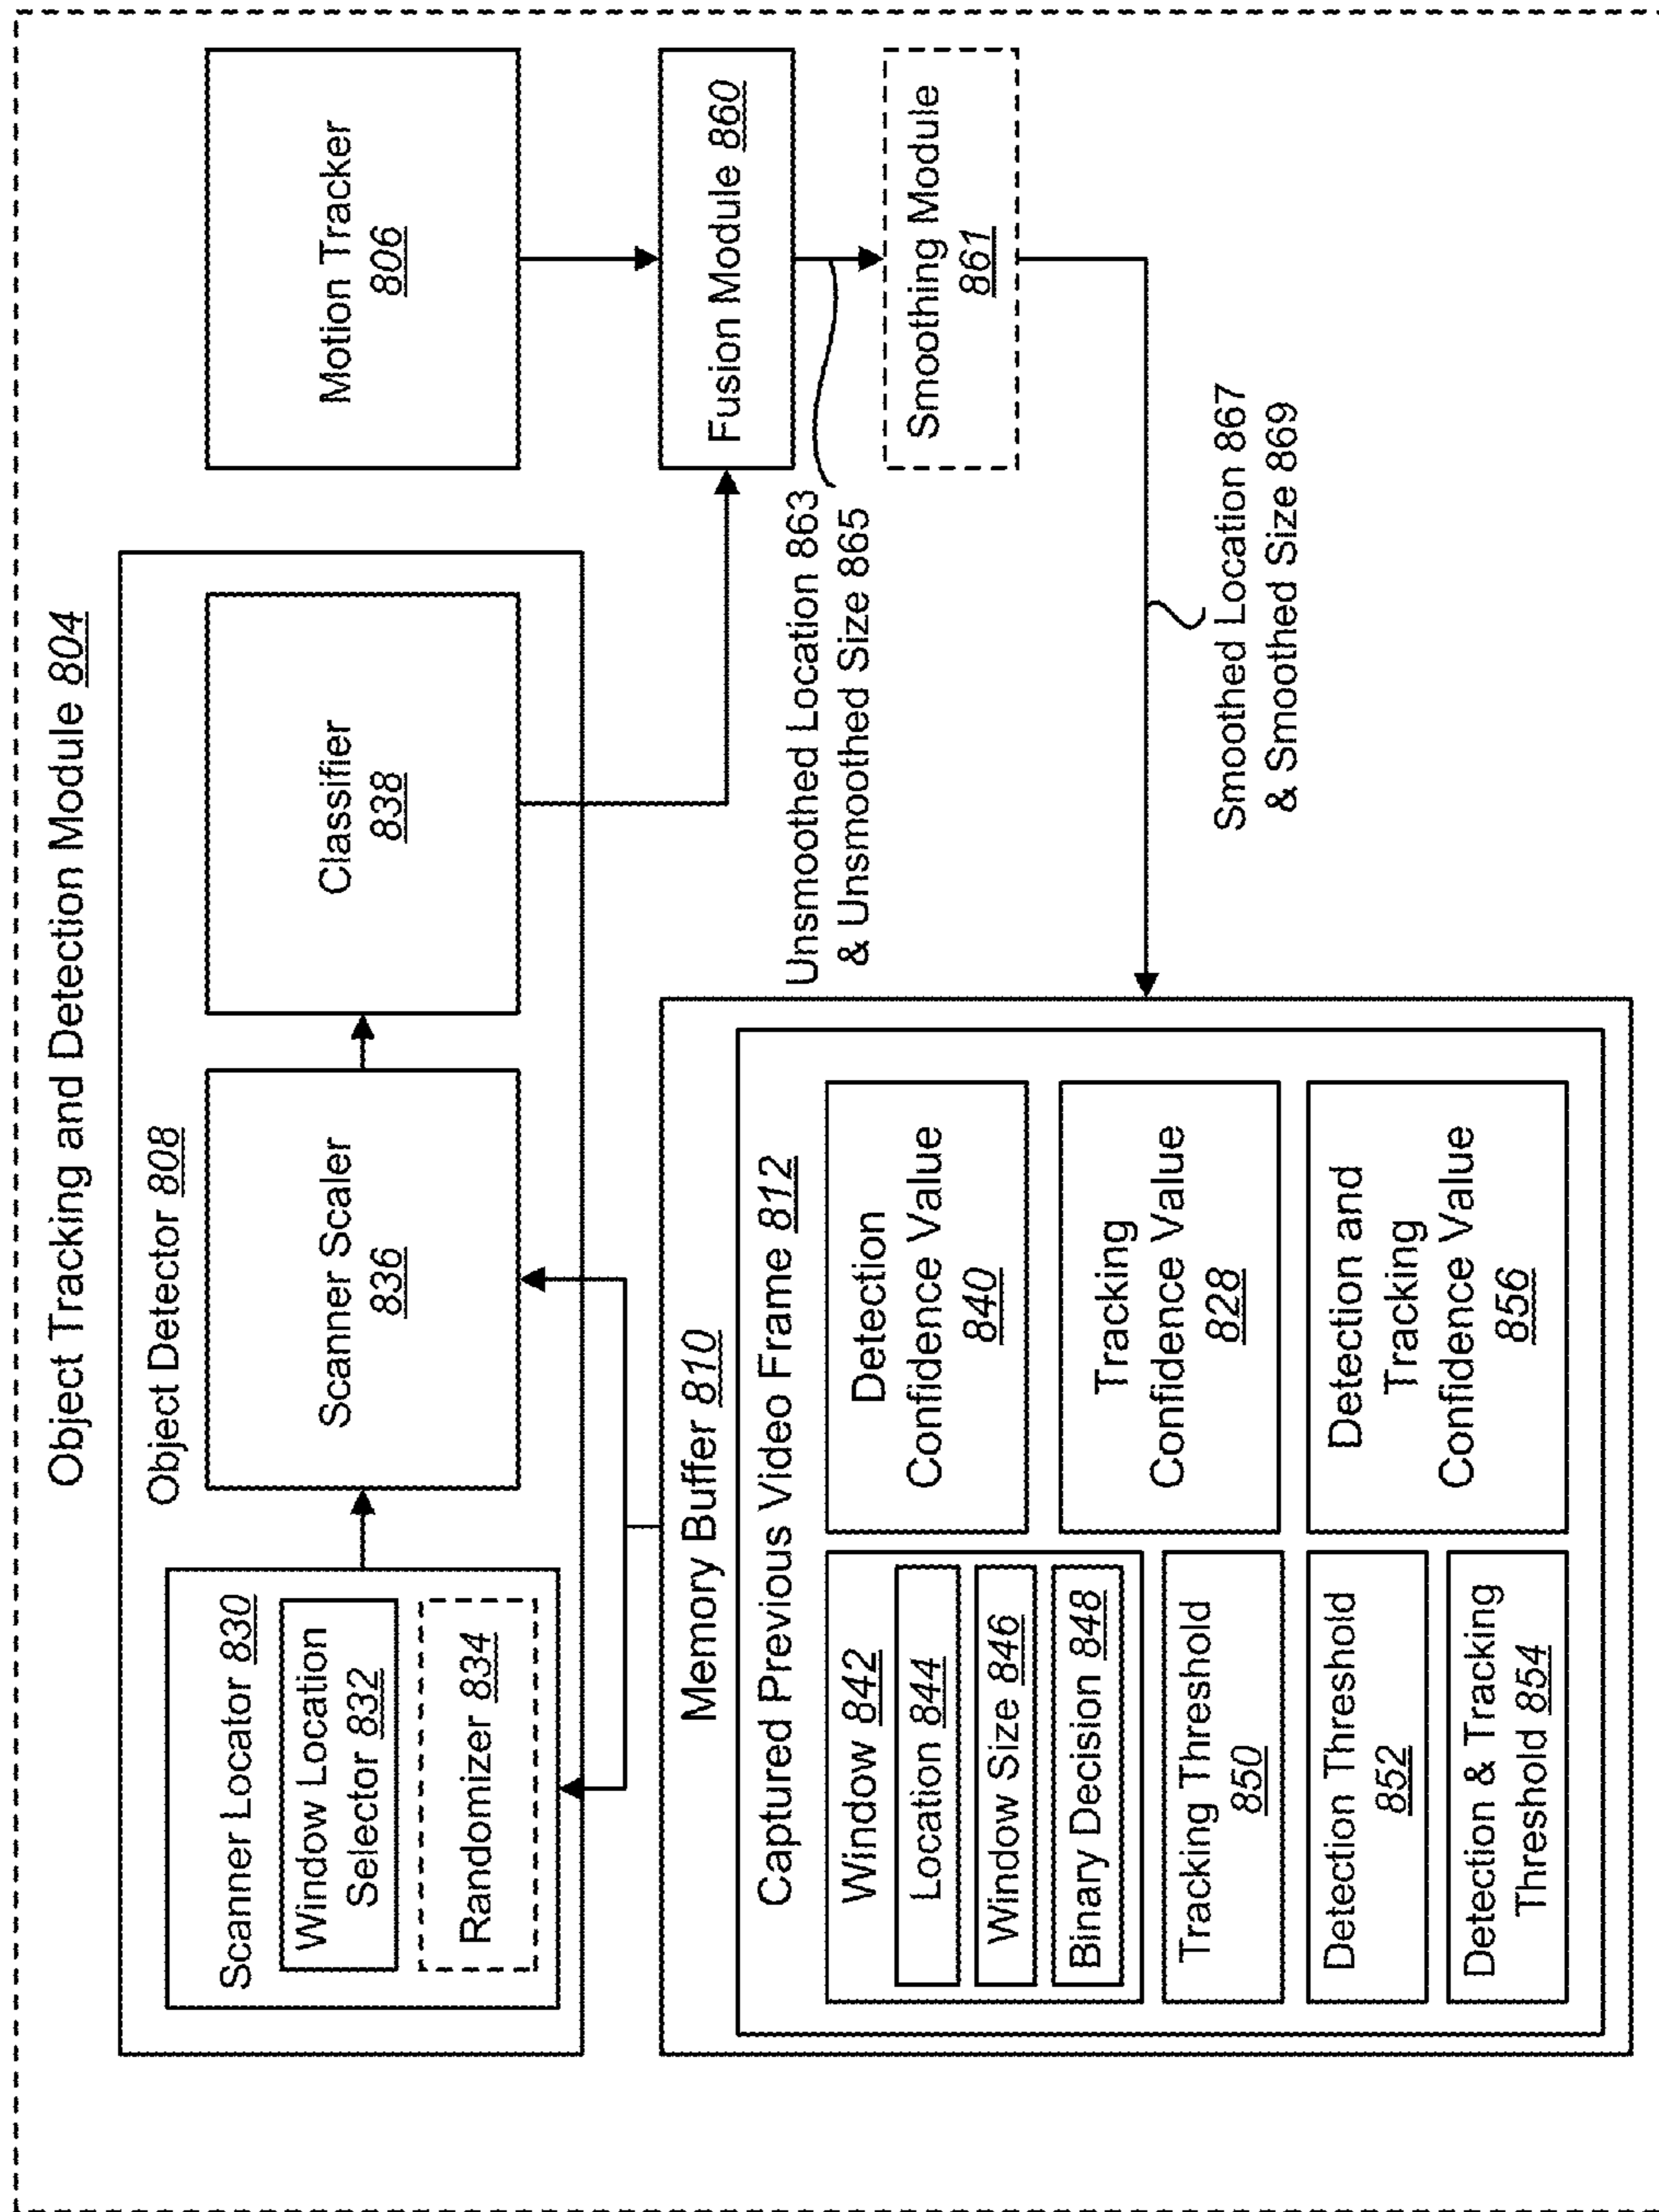 Object Tracking and Detection Module 804
Object Detector 808
Scanner Locator 830
Window Location
Selector 832
Randomizer 834
Scanner Scaler
836
Classifier
838
Motion Tracker
806
Fusion Module 860
Unsmoothed Location 863
& Unsmoothed Size 865
Smoothing Module
861
Smoothed Location 867
& Smoothed Size 869
Memory Buffer 810
Captured Previous Video Frame 812
Window 842
Location 844
Window Size 846
Binary Decision 848
Tracking Threshold
850
Detection Threshold
852
Detection & Tracking
Threshold 854
Detection
Confidence Value
840
Tracking
Confidence Value
828
Detection and
Tracking
Confidence Value
856